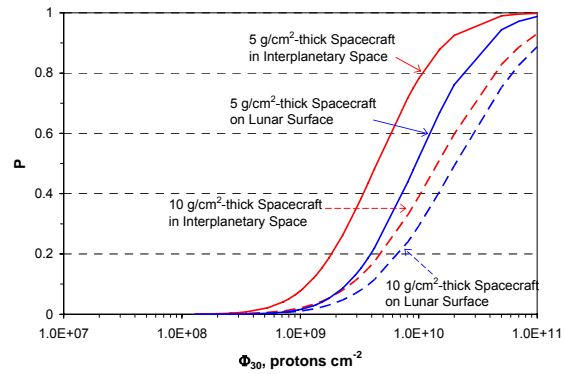 1
0.8
0.6
0.4
0.2
0
P
5 g/cm²-thick Spacecraft
in Interplanetary Space
5 g/cm²-thick Spacecraft
on Lunar Surface
10 g/cm²-thick Spacecraft
in Interplanetary Space
10 g/cm²-thick Spacecraft
on Lunar Surface
1.0E+07 1.0E+08 1.0E+09 1.0E+10 1.0E+11
Φ₃₀, protons cm⁻²